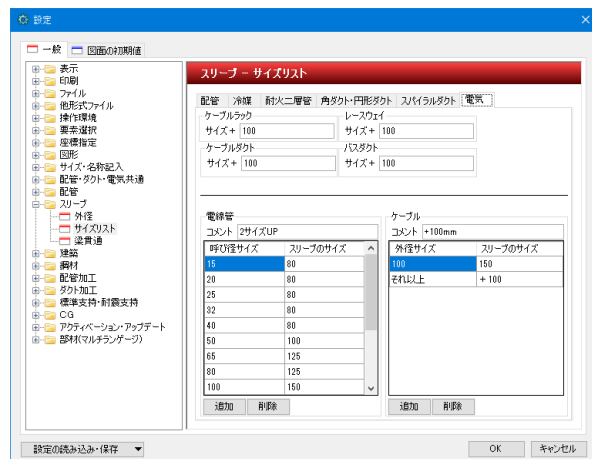 設定
一般 図面の初期値
表示
印刷
ファイル
他形式ファイル
操作環境
要素選択
座標指定
図形
サイズ・名称記入
配管・ダクト・電気共通
配管
スリーブ
外径
サイズリスト
梁貫通
建築
鋼材
配管加工
ダクト加工
標準支持・耐震支持
CG
アクティベーション・アップデート
部材(マルチランゲージ)
スリーブ - サイズリスト
配管 冷媒 耐火二層管 角ダクト・円形ダクト スパイラルダクト 電気
ケーブルラック レースウェイ
サイズ + 100 サイズ + 100
ケーブルダクト バスダクト
サイズ + 100 サイズ + 100
電線管
コメント 2サイズUP
呼び径サイズ スリーブのサイズ
15 80
20 80
25 80
32 80
40 80
50 100
65 125
80 125
100 150
追加 削除
ケーブル
コメント +100mm
外径サイズ スリーブのサイズ
100 150
それ以上 + 100
追加 削除
設定の読み込み・保存
OK キャンセル